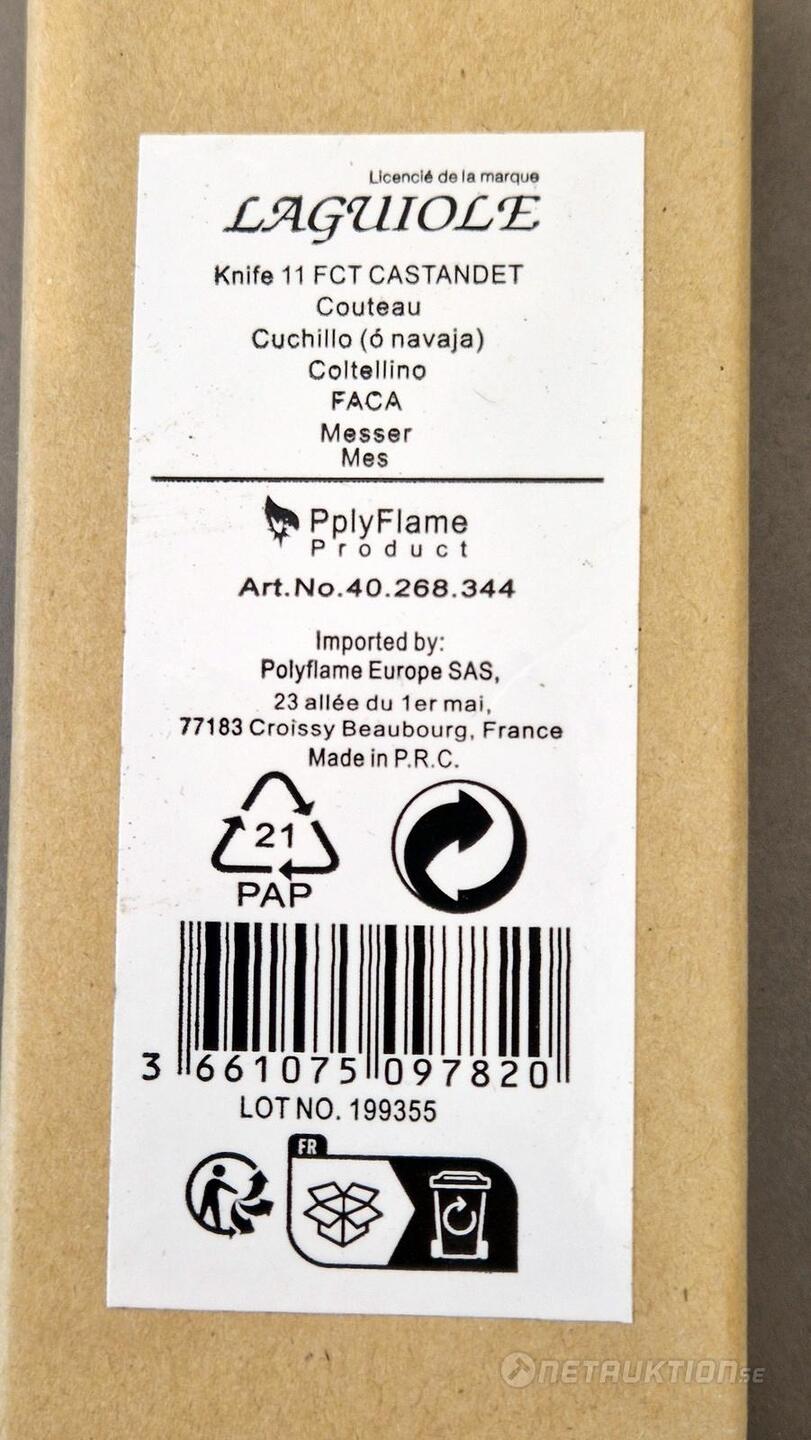 Licencié de la marque
LAGUIOLE
Knife 11 FCT CASTANDET
Couteau
Cuchillo (ó navaja)
Coltellino
FACA
Messer
Mes
PplyFlame
Product
Art.No.40.268.344
Imported by:
Polyflame Europe SAS,
23 allée du 1er mai,
77183 Croissy Beaubourg, France
Made in P.R.C.
21
PAP
3 661075 097820
LOT NO. 199355
FR
NETAUKTION.SE